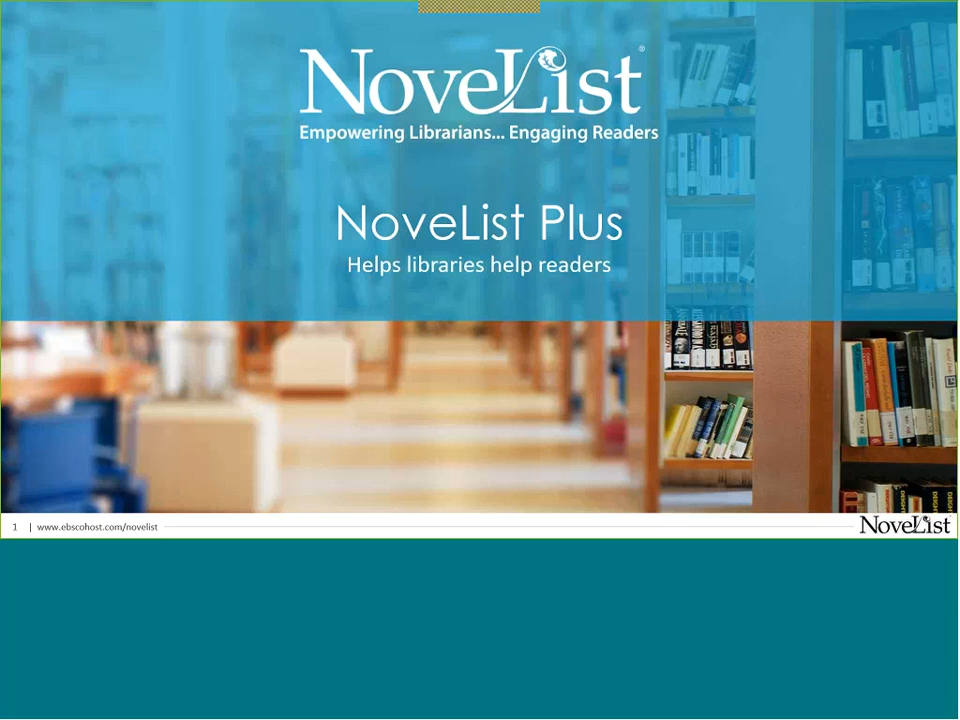 NoveList®
Empowering Librarians... Engaging Readers
NoveList Plus
Helps libraries help readers
1 | www.ebscohost.com/novelist
NoveList